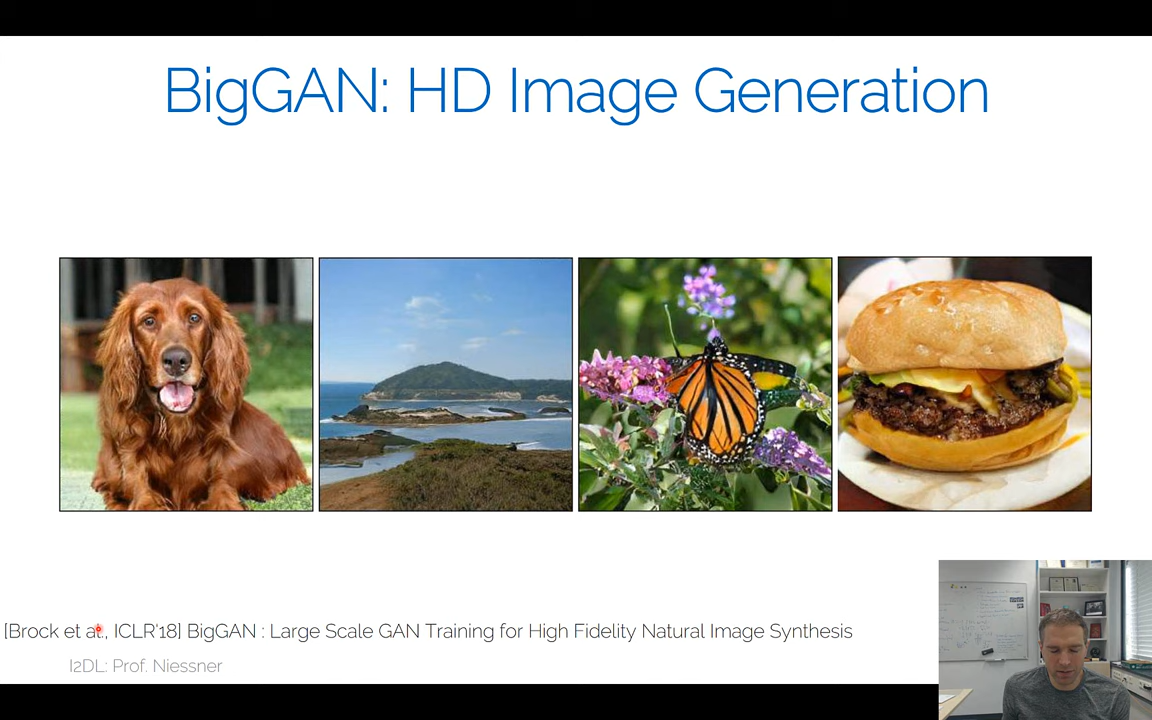 BigGAN: HD Image Generation
[Brock et al., ICLR'18] BigGAN : Large Scale GAN Training for High Fidelity Natural Image Synthesis
I2DL: Prof. Niessner